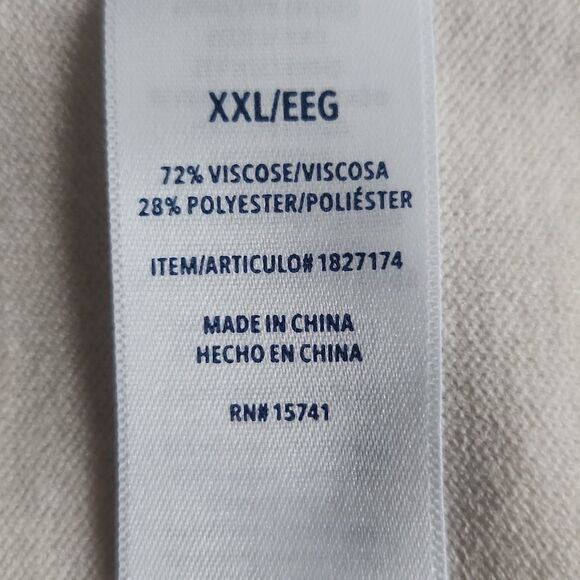 XXL/EEG
72% VISCOSE/VISCOSA
28% POLYESTER/POLIÉSTER
ITEM/ARTICULO# 1827174
MADE IN CHINA
HECHO EN CHINA
RN# 15741